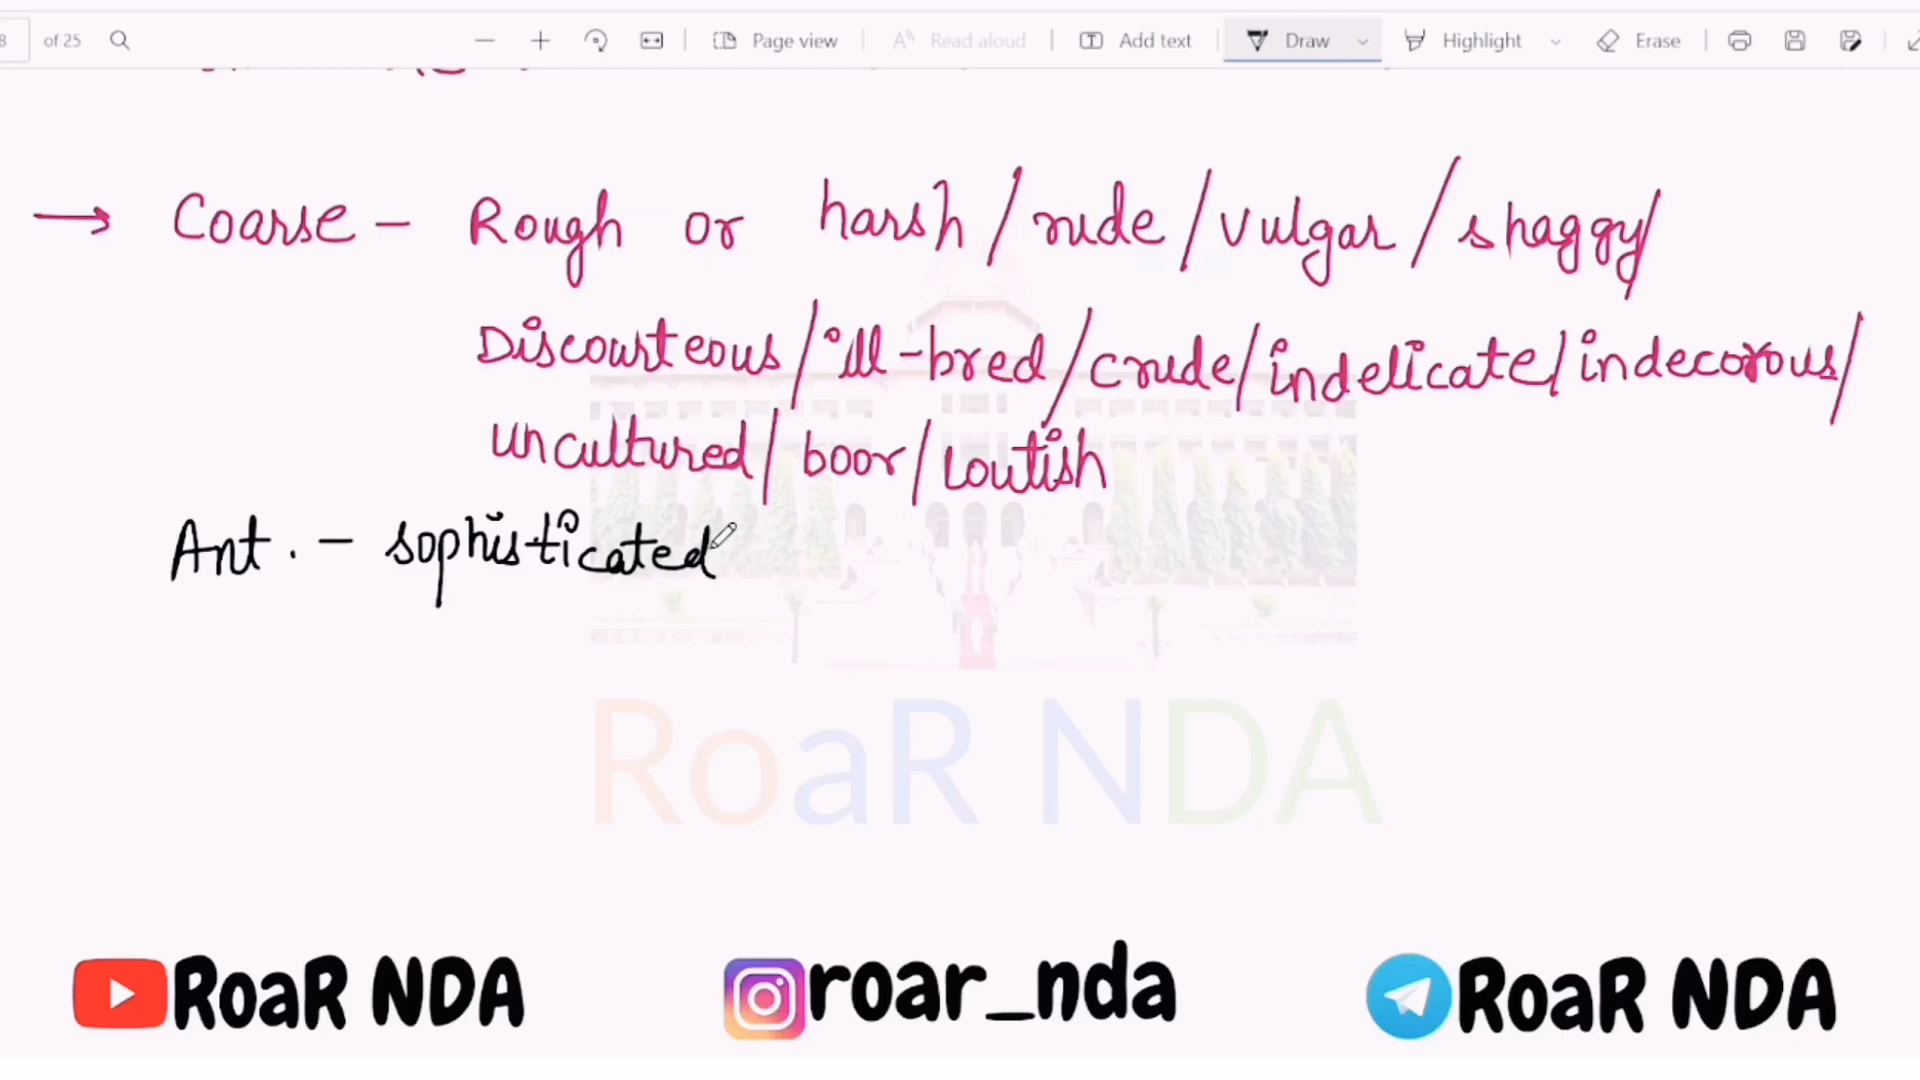 8 of 25 Page view Read aloud Add text Draw Highlight Erase
→ Coarse - Rough or harsh/rude/vulgar/shaggy/
Discourteous/ill-bred/crude/indelicate/indecorous/
uncultured/boor/Loutish
Ant. - sophisticated
RoaR NDA
RoaR NDA roar_nda RoaR NDA